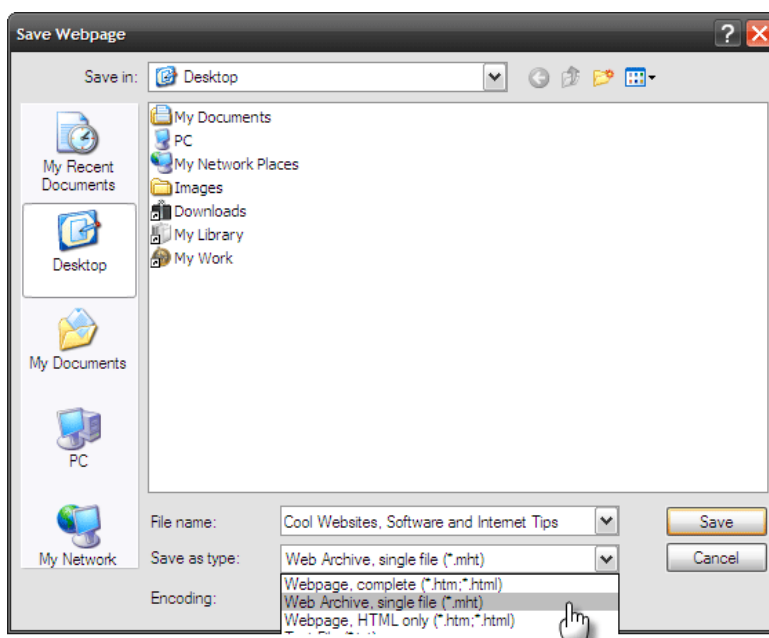 Save Webpage
Save in: Desktop
My Recent
Documents
Desktop
My Documents
PC
My Network
My Documents
PC
My Network Places
Images
Downloads
My Library
My Work
File name: Cool Websites, Software and Internet Tips Save
Save as type: Web Archive, single file (*.mht) Cancel
Encoding:
Webpage, complete (*.htm;*.html)
Web Archive, single file (*.mht)
Webpage, HTML only (*.htm;*.html)